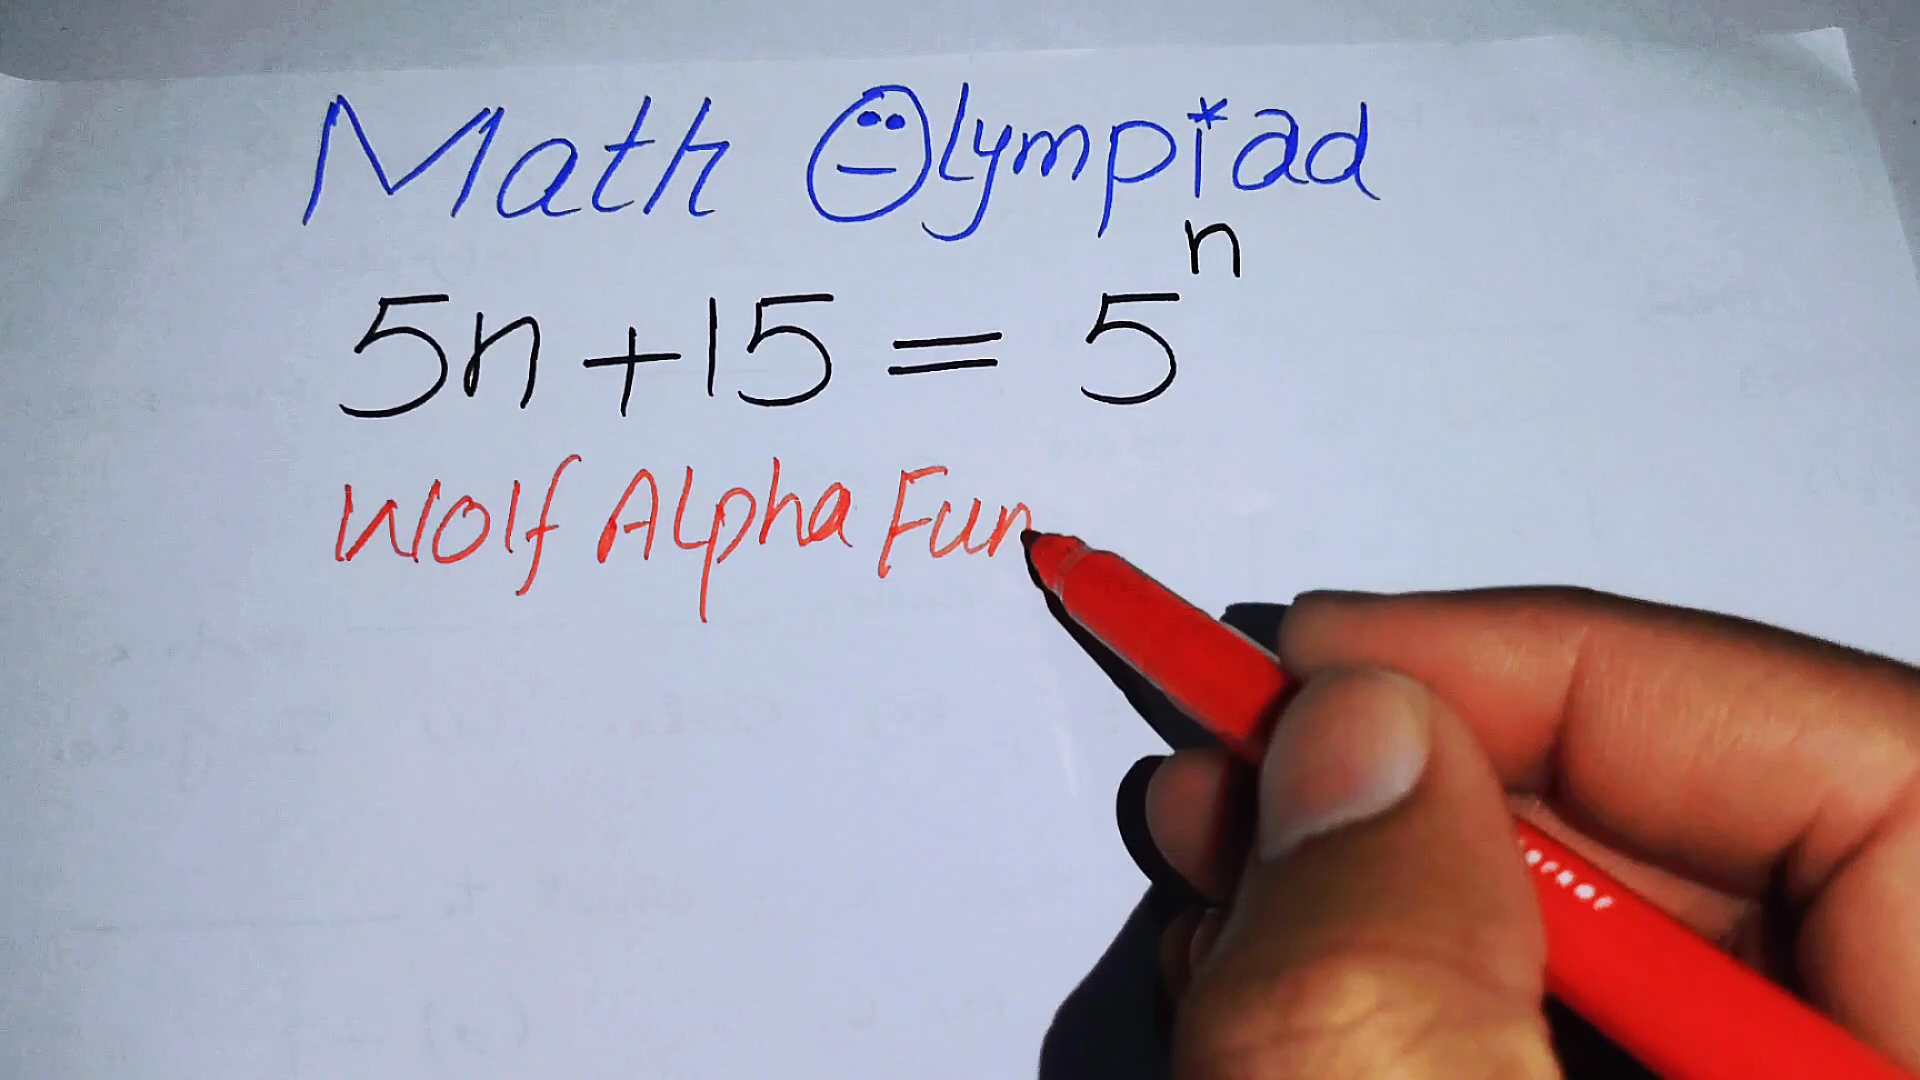 Math Olympiad
5n + 15 = 5^n
Wolf Alpha Fun